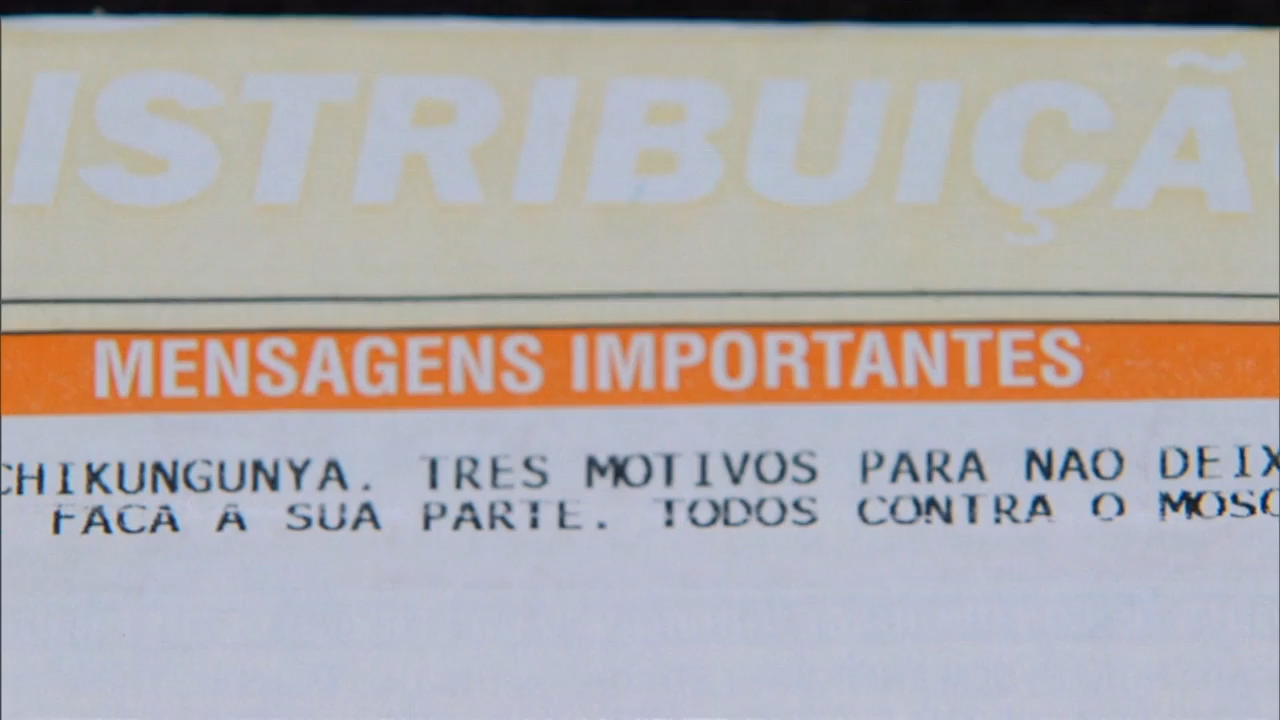 ISTRIBUIÇÃ
MENSAGENS IMPORTANTES
CHIKUNGUNYA. TRES MOTIVOS PARA NAO DEIX
FACA A SUA PARTE. TODOS CONTRA O MOSC